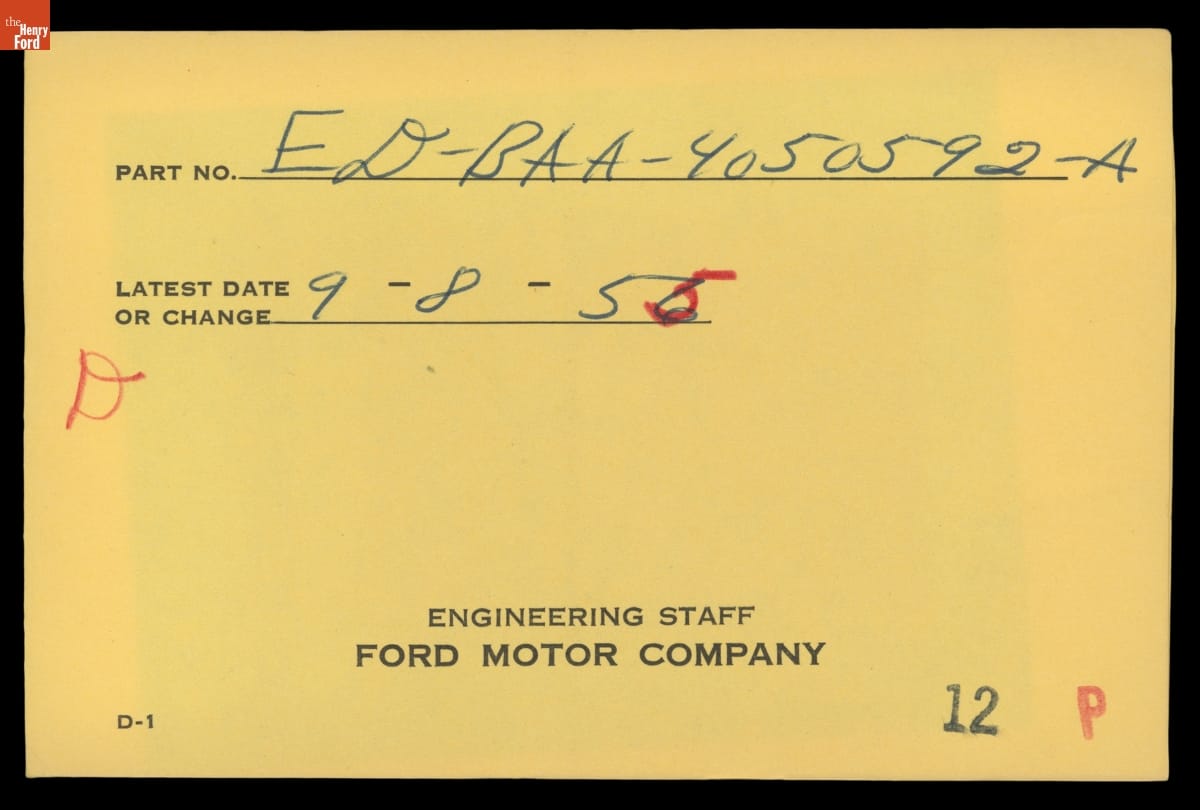 the
Henry
Ford
PART NO. ED-BAA-4050592-A
LATEST DATE
OR CHANGE 9-8-55
D
ENGINEERING STAFF
FORD MOTOR COMPANY
D-1
12 P